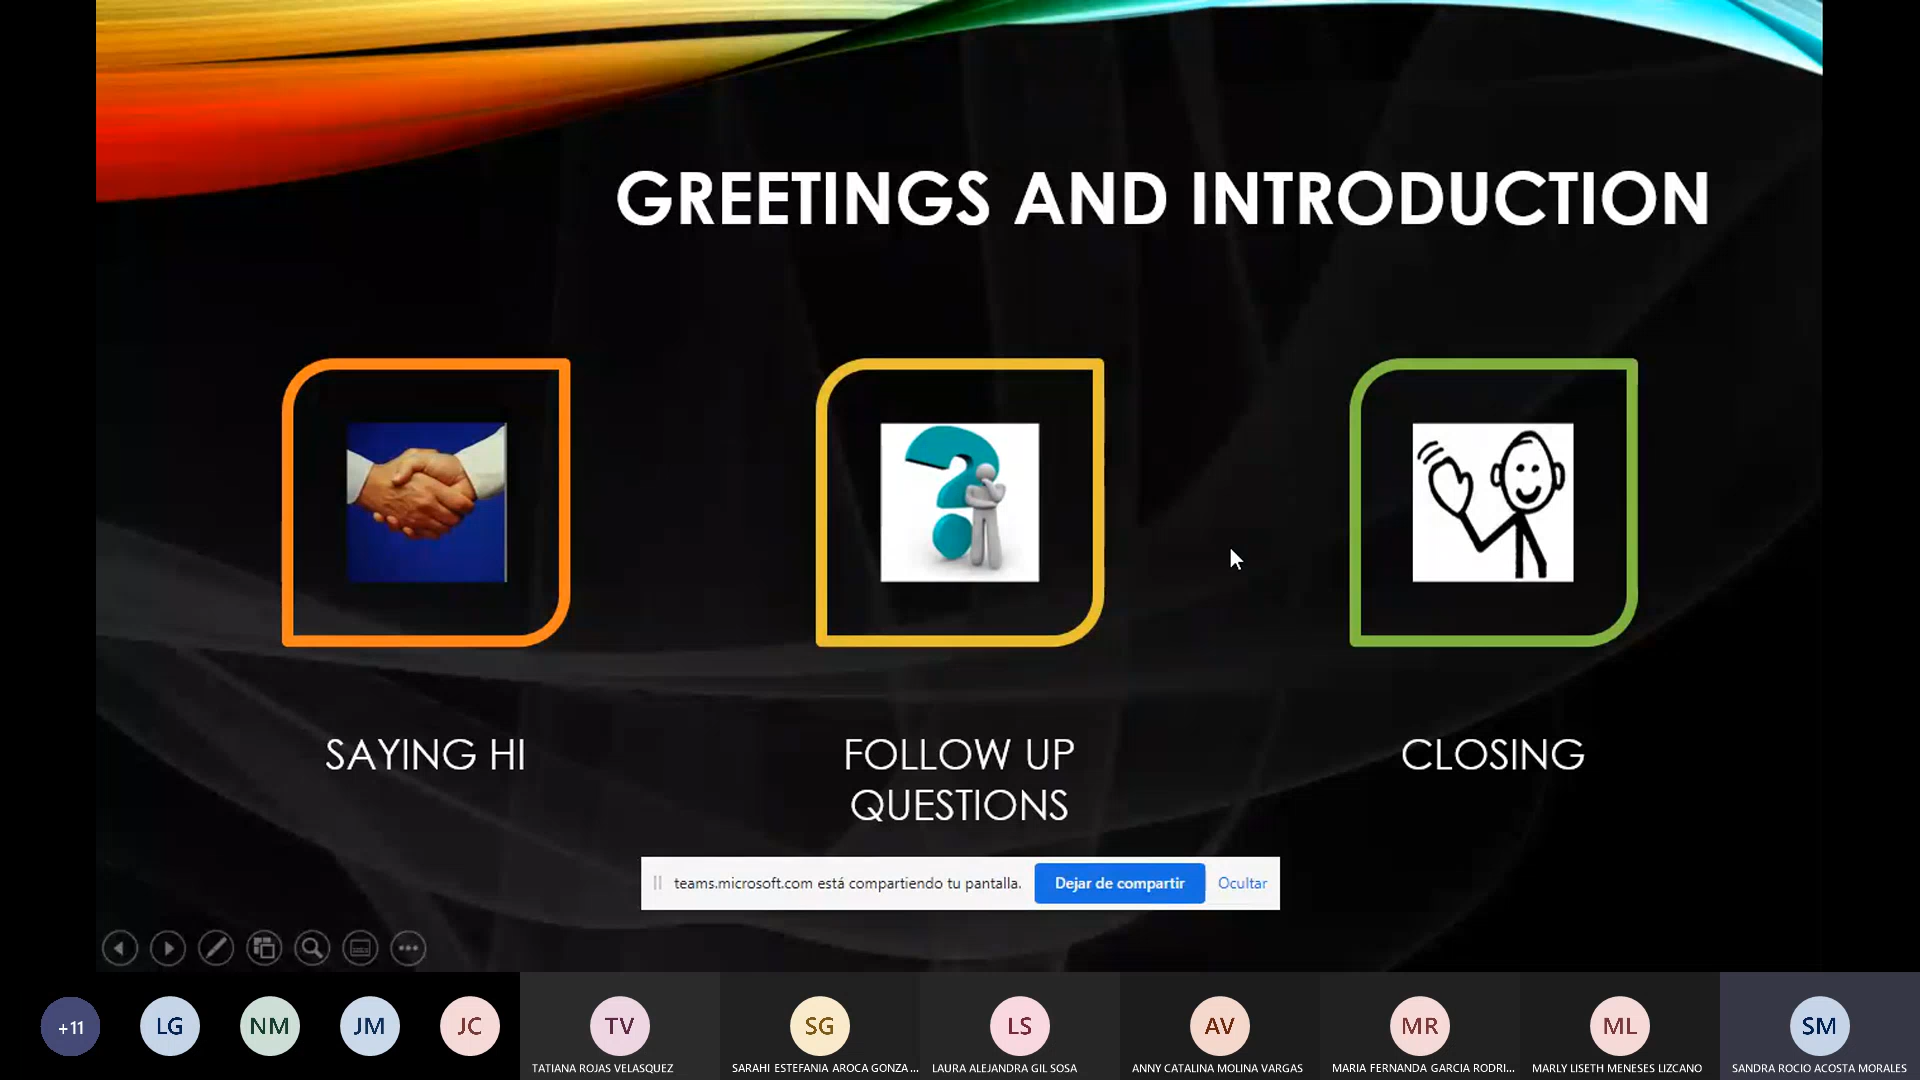 GREETINGS AND INTRODUCTION
SAYING HI
FOLLOW UP
QUESTIONS
CLOSING
teams.microsoft.com está compartiendo tu pantalla.
Dejar de compartir
Ocultar
+11
LG
NM
JM
JC
TV
SG
LS
AV
MR
ML
SM
TATIANA ROJAS VELASQUEZ
SARAHI ESTEFANIA AROCA GONZA...
LAURA ALEJANDRA GIL SOSA
ANNY CATALINA MOLINA VARGAS
MARIA FERNANDA GARCIA RODRI...
MARLY LISETH MENESES LIZCANO
SANDRA ROCIO ACOSTA MORALES